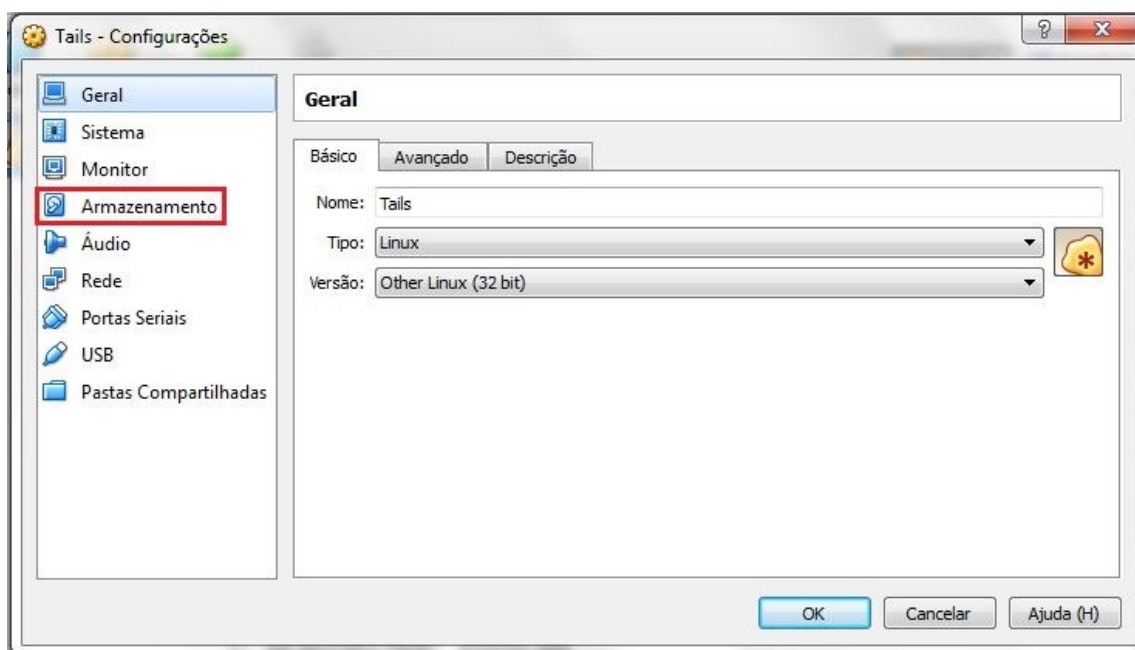 Tails - Configurações
Geral
Sistema
Monitor
Armazenamento
Áudio
Rede
Portas Seriais
USB
Pastas Compartilhadas
Geral
Básico Avançado Descrição
Nome: Tails
Tipo: Linux
Versão: Other Linux (32 bit)
OK Cancelar Ajuda (H)